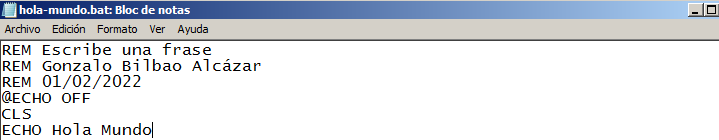 hola-mundo.bat: Bloc de notas
Archivo Edición Formato Ver Ayuda
REM Escribe una frase
REM Gonzalo Bilbao Alcázar
REM 01/02/2022
@ECHO OFF
CLS
ECHO Hola Mundo